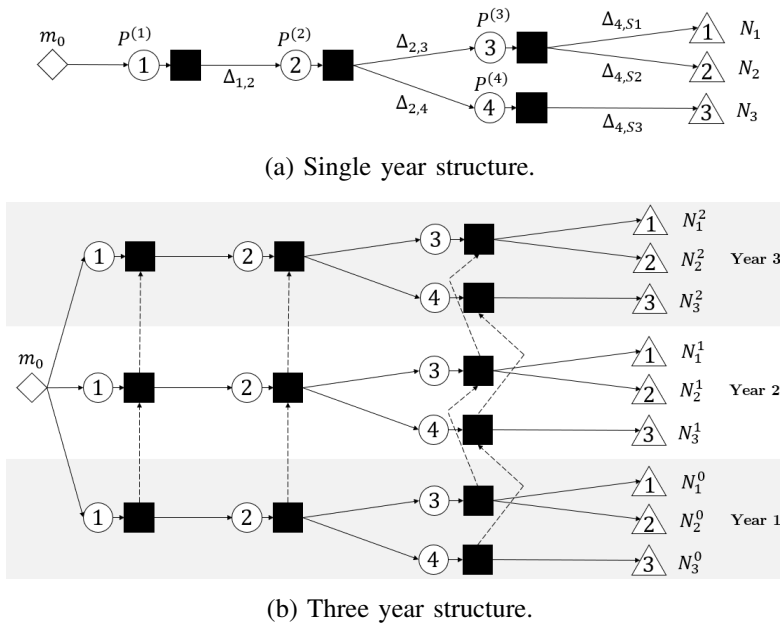 m₀ P⁽¹⁾ 1 Δ₁,₂ P⁽²⁾ 2 Δ₂,₃ P⁽³⁾ 3 Δ₄,S1 1 N₁
Δ₄,S2 2 N₂
Δ₂,₄ P⁽⁴⁾ 4 Δ₄,S3 3 N₃
(a) Single year structure.
1 2 3 1 N₁²
2 N₂² Year 3
4 3 N₃²
m₀ 1 2 3 1 N₁¹
2 N₂¹ Year 2
4 3 N₃¹
1 2 3 1 N₁⁰
2 N₂⁰ Year 1
4 3 N₃⁰
(b) Three year structure.